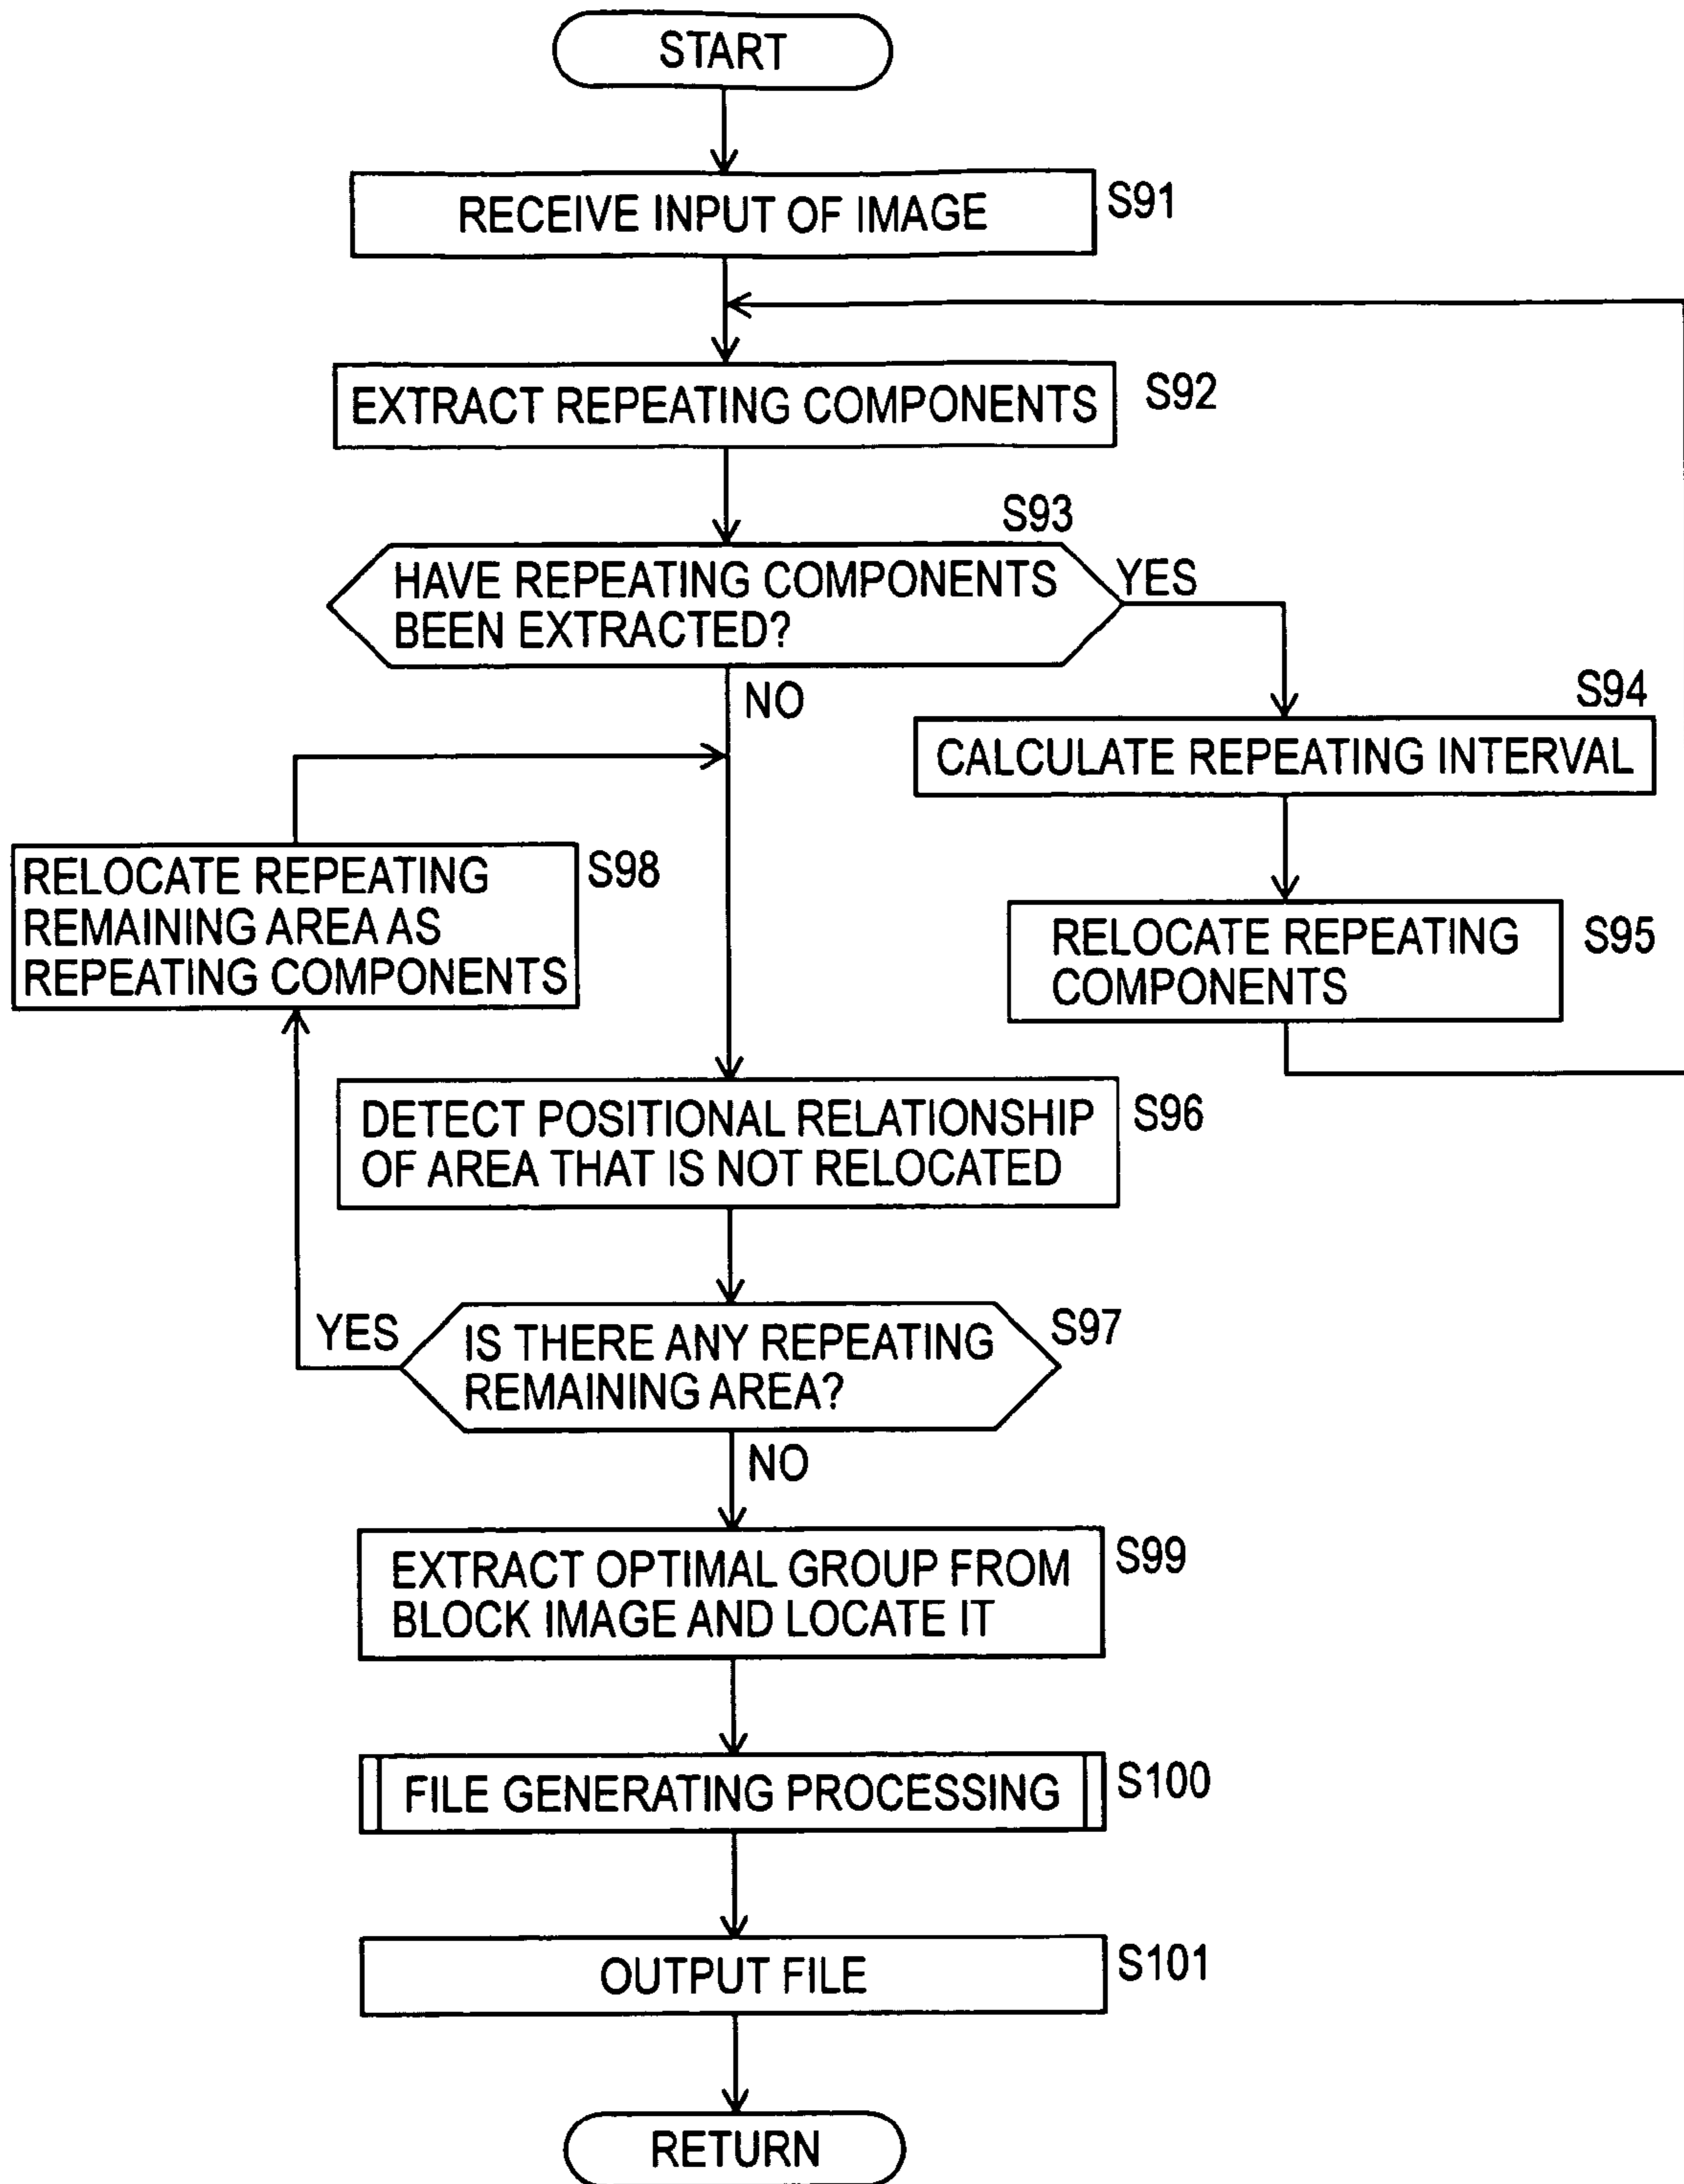 START
RECEIVE INPUT OF IMAGE
S91
EXTRACT REPEATING COMPONENTS
S92
S93
HAVE REPEATING COMPONENTS
BEEN EXTRACTED?
YES
NO
S94
CALCULATE REPEATING INTERVAL
RELOCATE REPEATING
REMAINING AREA AS
REPEATING COMPONENTS
S98
RELOCATE REPEATING
COMPONENTS
S95
DETECT POSITIONAL RELATIONSHIP
OF AREA THAT IS NOT RELOCATED
S96
YES
IS THERE ANY REPEATING
REMAINING AREA?
S97
NO
EXTRACT OPTIMAL GROUP FROM
BLOCK IMAGE AND LOCATE IT
S99
FILE GENERATING PROCESSING
S100
OUTPUT FILE
S101
RETURN